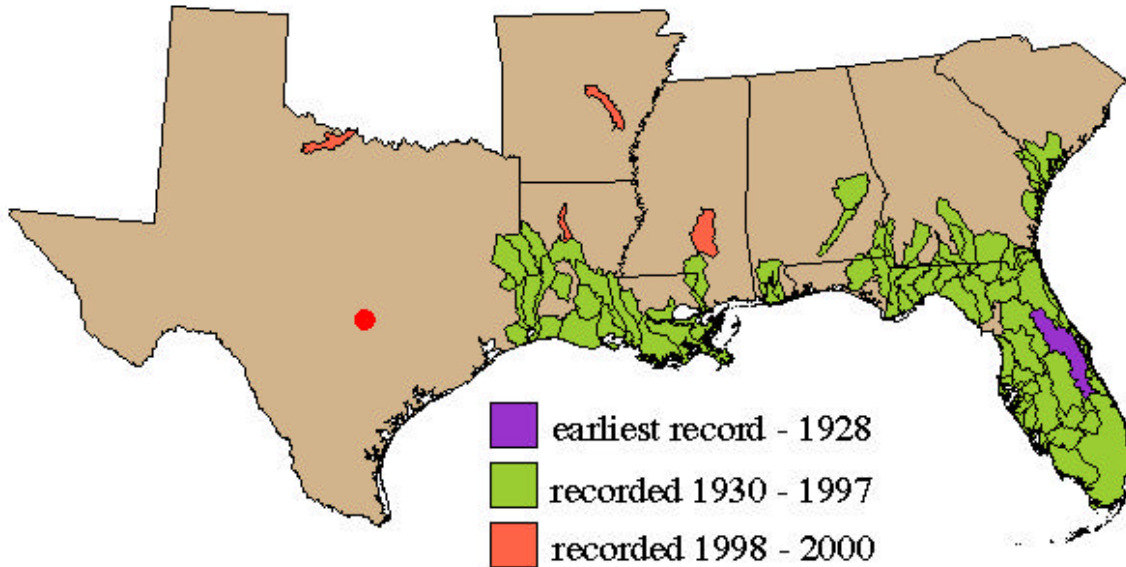 earliest record - 1928
recorded 1930 - 1997
recorded 1998 - 2000